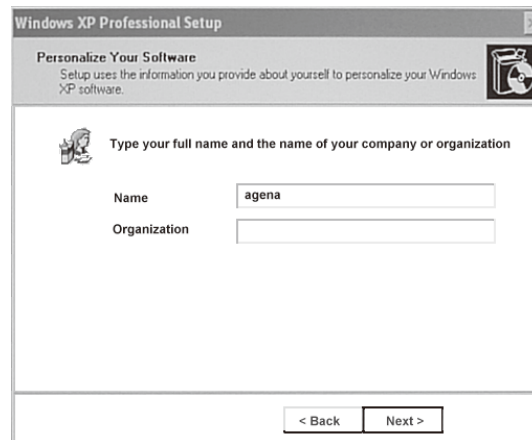 Windows XP Professional Setup
Personalize Your Software
Setup uses the information you provide about yourself to personalize your Windows
XP software.
Type your full name and the name of your company or organization
Name
agena
Organization
< Back
Next >